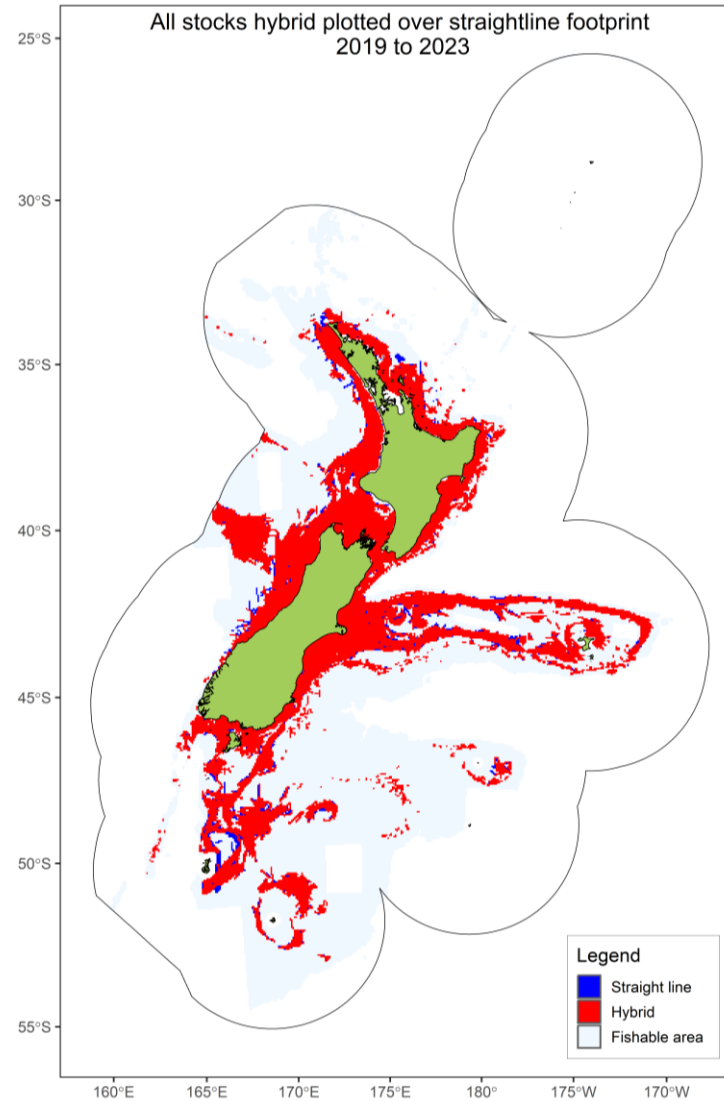 All stocks hybrid plotted over straightline footprint
2019 to 2023
25°S
30°S
35°S
40°S
45°S
50°S
55°S
Legend
Straight line
Hybrid
Fishable area
160°E 165°E 170°E 175°E 180° 175°W 170°W